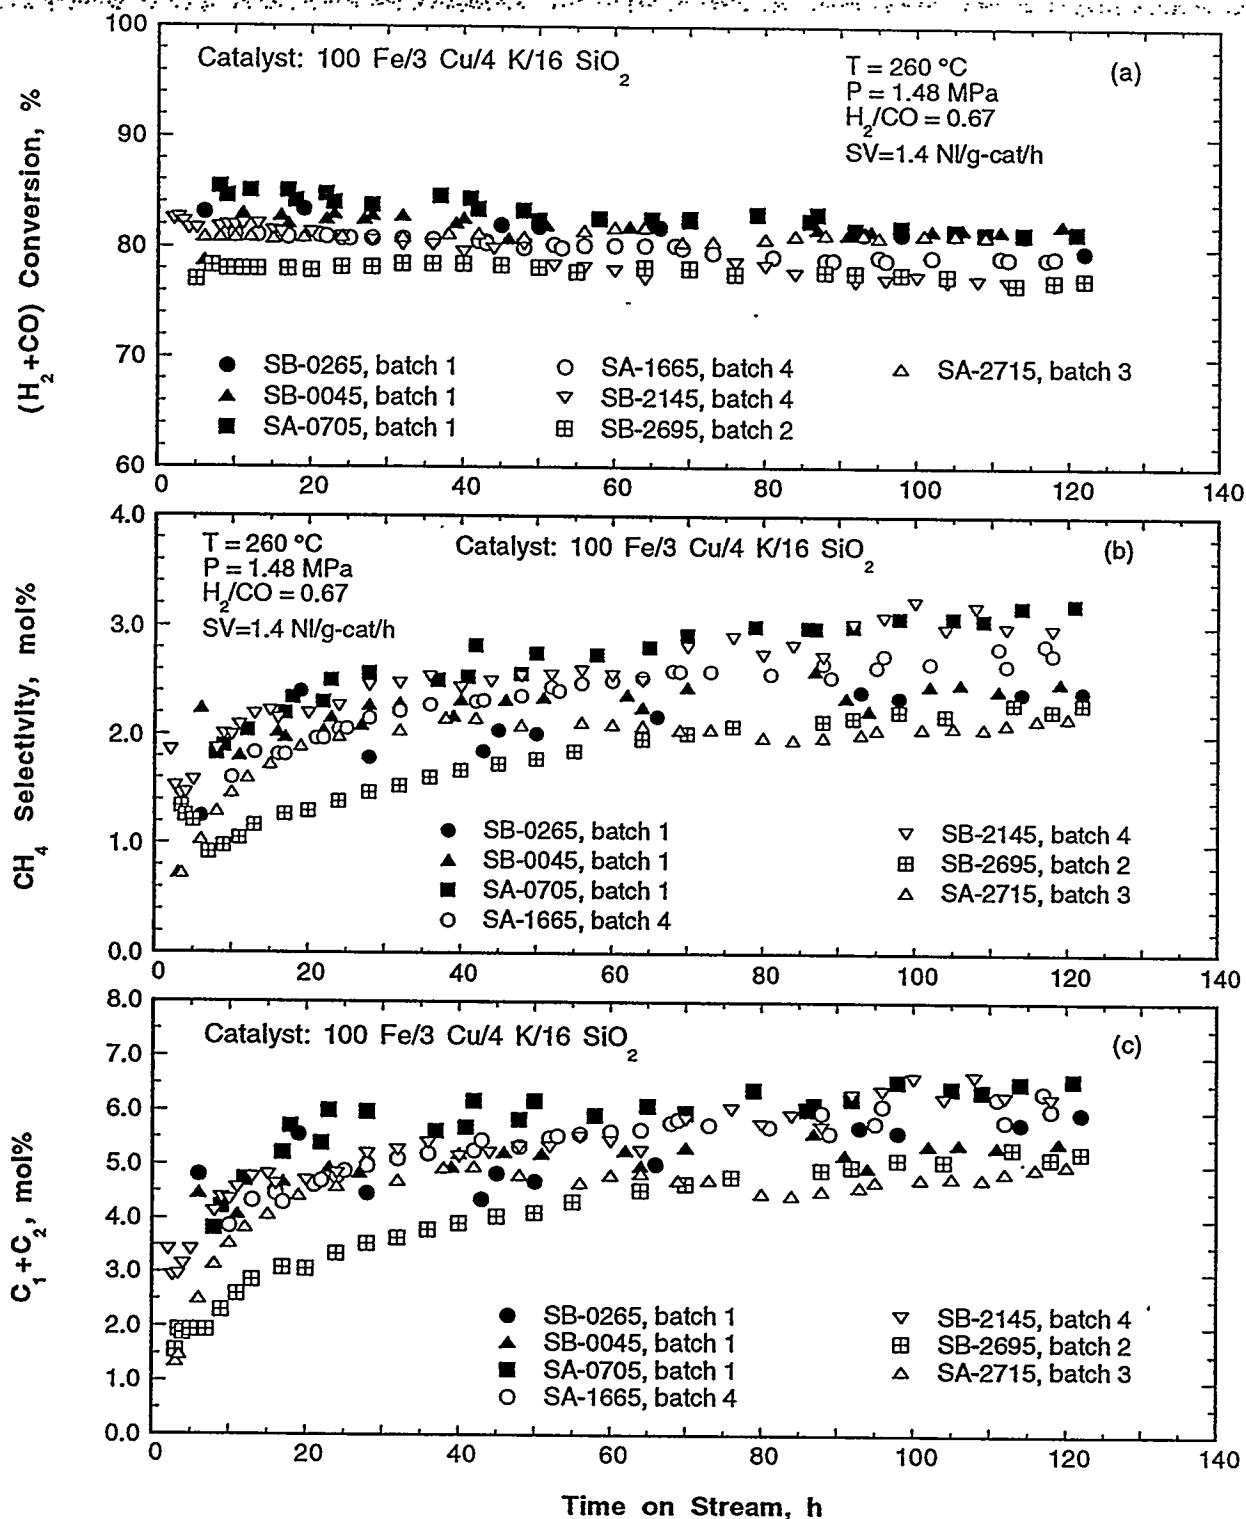 100
90
80
70
60
(H2+CO) Conversion, %
Catalyst: 100 Fe/3 Cu/4 K/16 SiO2
T = 260 °C
P = 1.48 MPa
H2/CO = 0.67
SV=1.4 Nl/g-cat/h
(a)
SB-0265, batch 1
SB-0045, batch 1
SA-0705, batch 1
SA-1665, batch 4
SB-2145, batch 4
SB-2695, batch 2
SA-2715, batch 3
0 20 40 60 80 100 120 140
4.0
3.0
2.0
1.0
0.0
CH4 Selectivity, mol%
T = 260 °C
P = 1.48 MPa
H2/CO = 0.67
SV=1.4 Nl/g-cat/h
Catalyst: 100 Fe/3 Cu/4 K/16 SiO2
(b)
SB-0265, batch 1
SB-0045, batch 1
SA-0705, batch 1
SA-1665, batch 4
SB-2145, batch 4
SB-2695, batch 2
SA-2715, batch 3
0 20 40 60 80 100 120 140
8.0
7.0
6.0
5.0
4.0
3.0
2.0
1.0
0.0
C1+C2, mol%
Catalyst: 100 Fe/3 Cu/4 K/16 SiO2
(c)
SB-0265, batch 1
SB-0045, batch 1
SA-0705, batch 1
SA-1665, batch 4
SB-2145, batch 4
SB-2695, batch 2
SA-2715, batch 3
0 20 40 60 80 100 120 140
Time on Stream, h